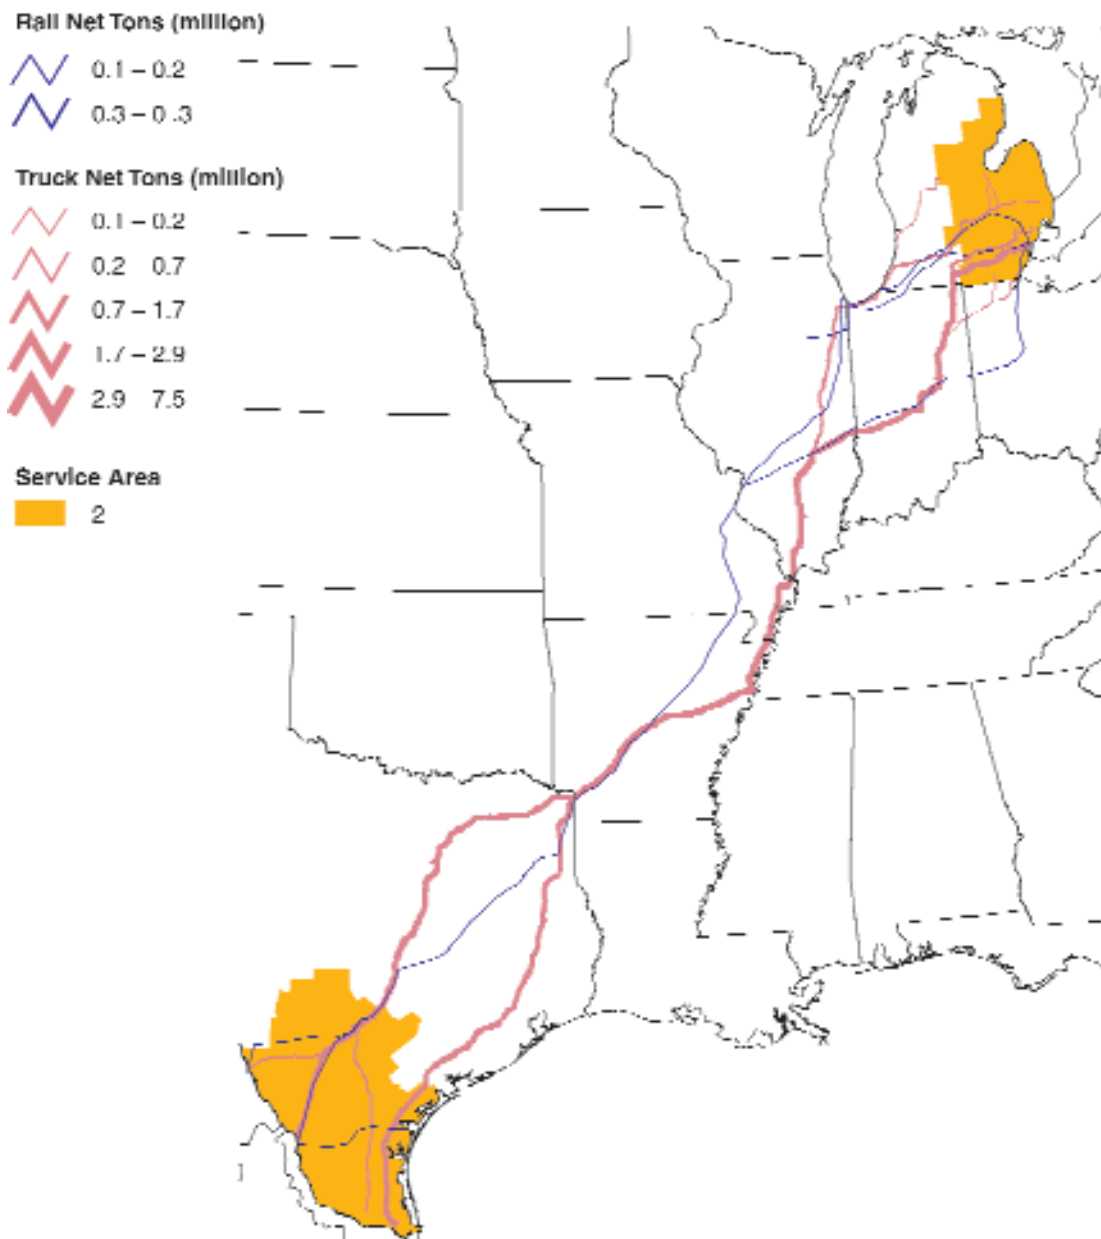 Rail Net Tons (million)
0.1 – 0.2
0.3 – 0.3
Truck Net Tons (million)
0.1 – 0.2
0.2 0.7
0.7 - 1.7
1.7 – 2.9
2.9 7.5
Service Area
2